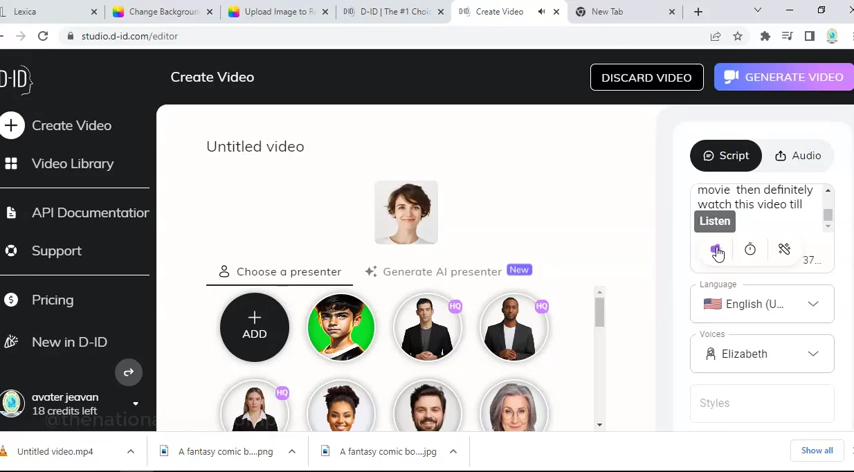 Lexica
Change Background
Upload Image to R
D-ID | The #1 Choi
Create Video
New Tab
studio.d-id.com/editor
D-ID
Create Video
DISCARD VIDEO
GENERATE VIDEO
Create Video
Video Library
API Documentation
Support
Pricing
New in D-ID
avater jeavan
18 credits left
Untitled video
Choose a presenter
Generate AI presenter
New
ADD
HQ
HQ
HQ
Script
Audio
movie then definitely
watch this video till
Listen
37...
Language
English (U...
Voices
Elizabeth
Styles
Untitled video.mp4
A fantasy comic b....png
A fantasy comic bo....jpg
Show all